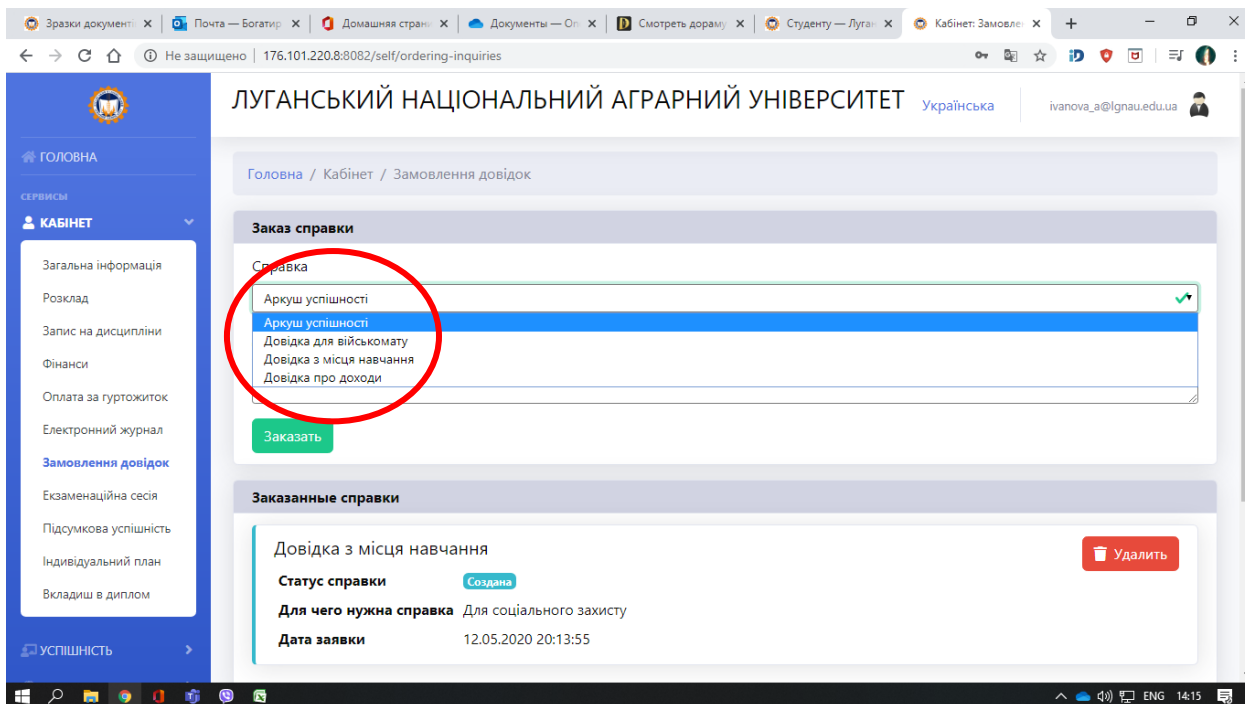 Зразки документі
Почта — Богатир
Домашняя страни
Документы — On
Смотреть дораму
Студенту — Луган
Кабінет: Замовлен
Не защищено | 176.101.220.8:8082/self/ordering-inquiries
ЛУГАНСЬКИЙ НАЦІОНАЛЬНИЙ АГРАРНИЙ УНІВЕРСИТЕТ
Українська
ivanova_a@lgnau.edu.ua
ГОЛОВНА
СЕРВИСЫ
КАБІНЕТ
Загальна інформація
Розклад
Запис на дисципліни
Фінанси
Оплата за гуртожиток
Електронний журнал
Замовлення довідок
Екзаменаційна сесія
Підсумкова успішність
Індивідуальний план
Вкладиш в диплом
УСПІШНІСТЬ
Головна / Кабінет / Замовлення довідок
Заказ справки
Справка
Аркуш успішності
Аркуш успішності
Довідка для військомату
Довідка з місця навчання
Довідка про доходи
Заказать
Заказанные справки
Довідка з місця навчання
Удалить
Статус справки Создана
Для чего нужна справка Для соціального захисту
Дата заявки 12.05.2020 20:13:55
ENG 14:15